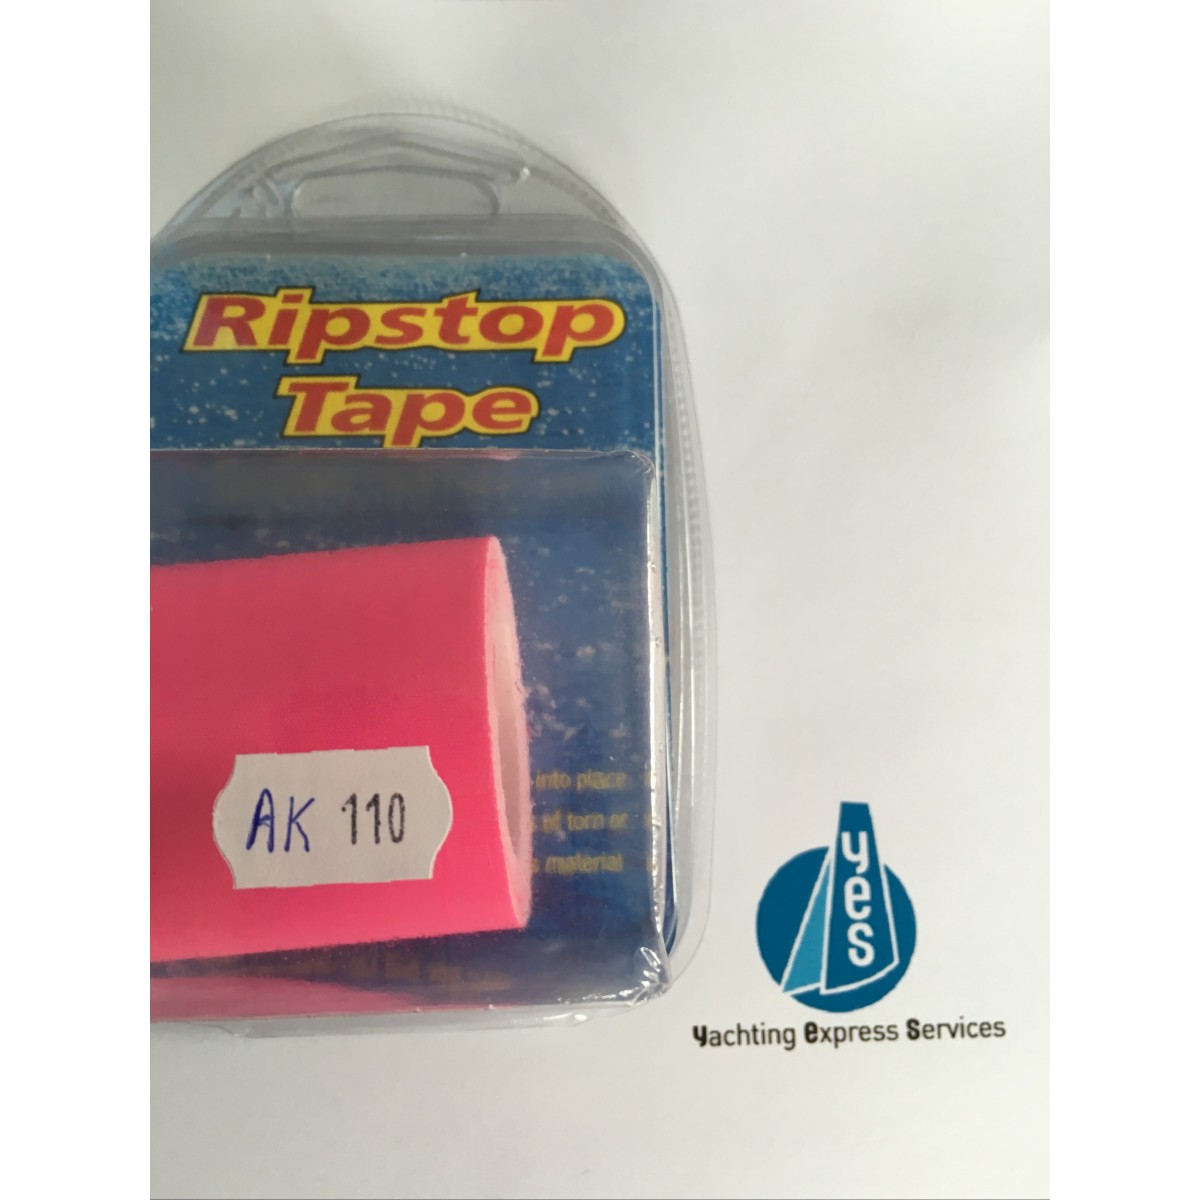 Ripstop
Tape
into place
of torn or
material
AK 110
yes
yachting express services